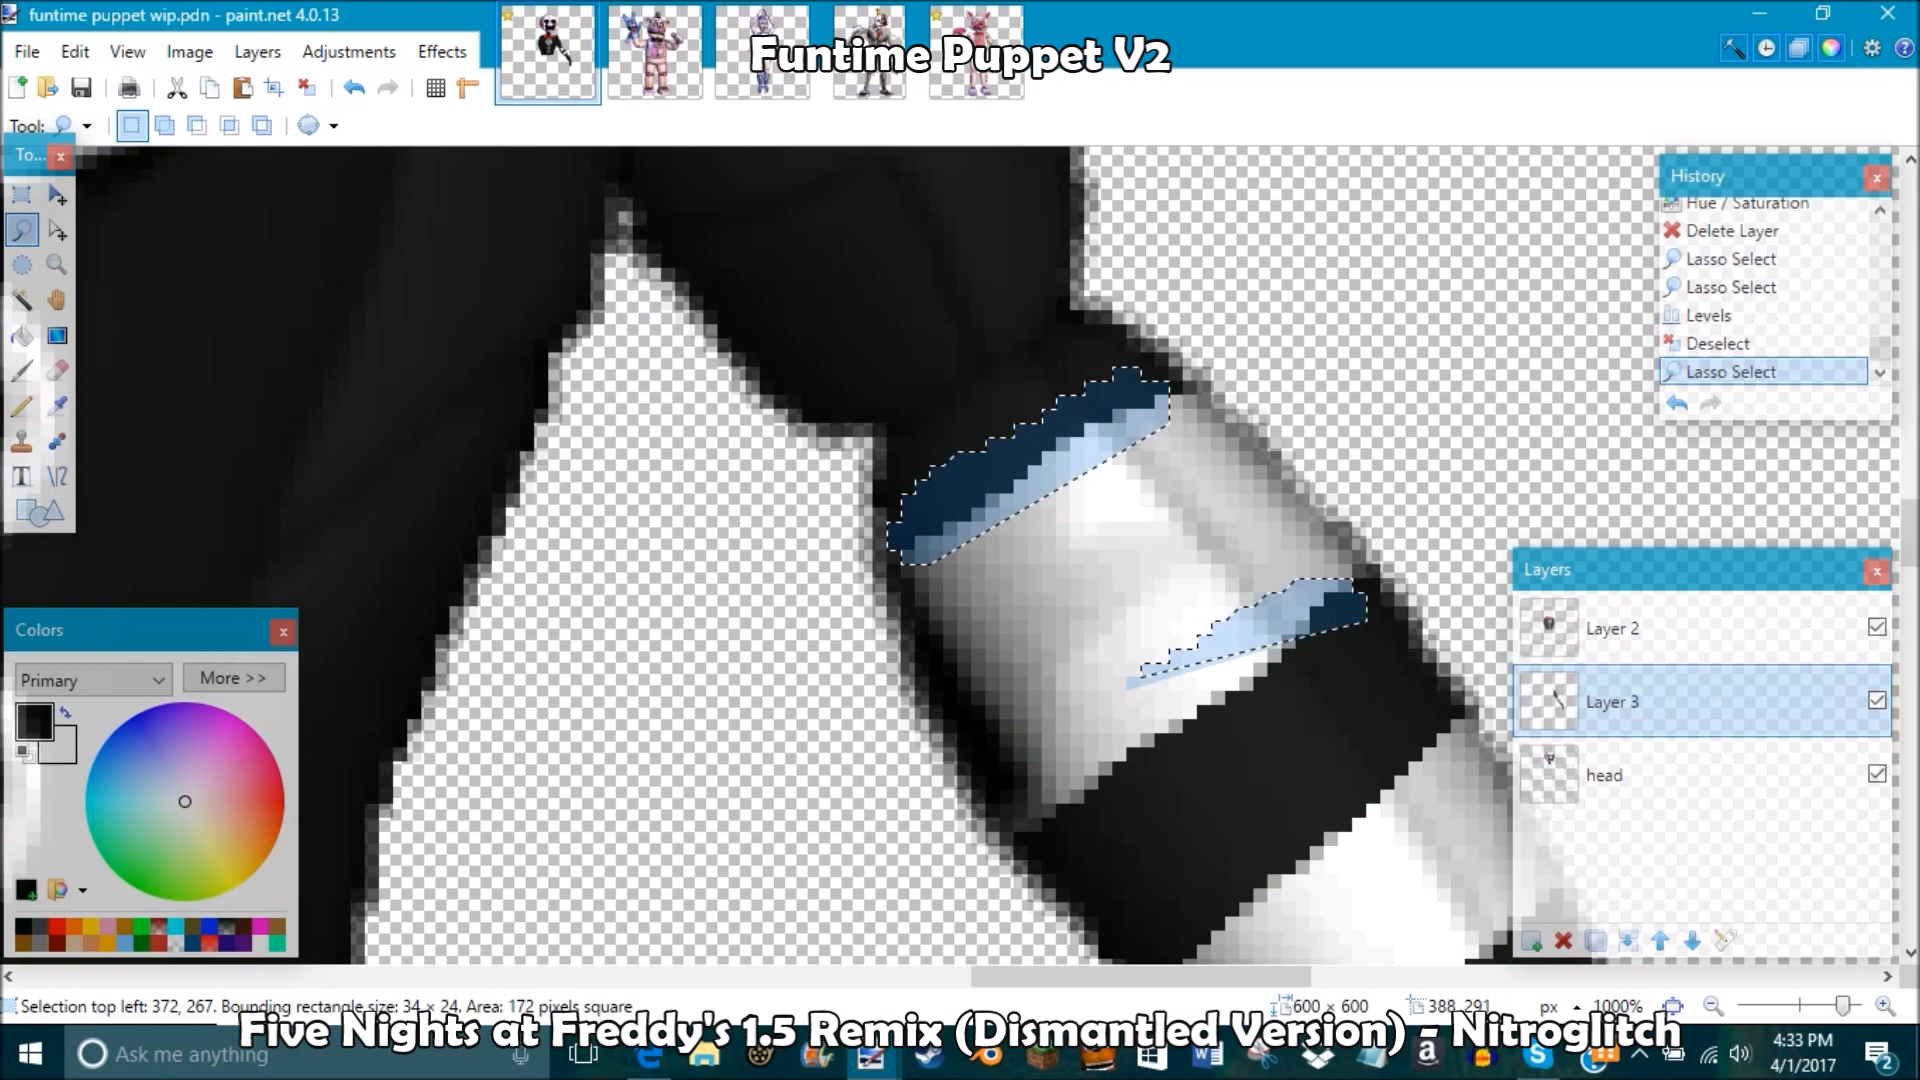 funtime puppet wip.pdn - paint.net 4.0.13
File Edit View Image Layers Adjustments Effects
Funtime Puppet V2
Tool:
To...
History
Hue / Saturation
Delete Layer
Lasso Select
Lasso Select
Levels
Deselect
Lasso Select
Layers
Layer 2
Layer 3
head
Colors
Primary
More >>
Selection top left: 372, 267. Bounding rectangle size: 34 × 24. Area: 172 pixels square
600 × 600
388, 291
px
1000%
Five Nights at Freddy's 1.5 Remix (Dismantled Version) - Nitroglitch
Ask me anything
4:33 PM
4/1/2017
2